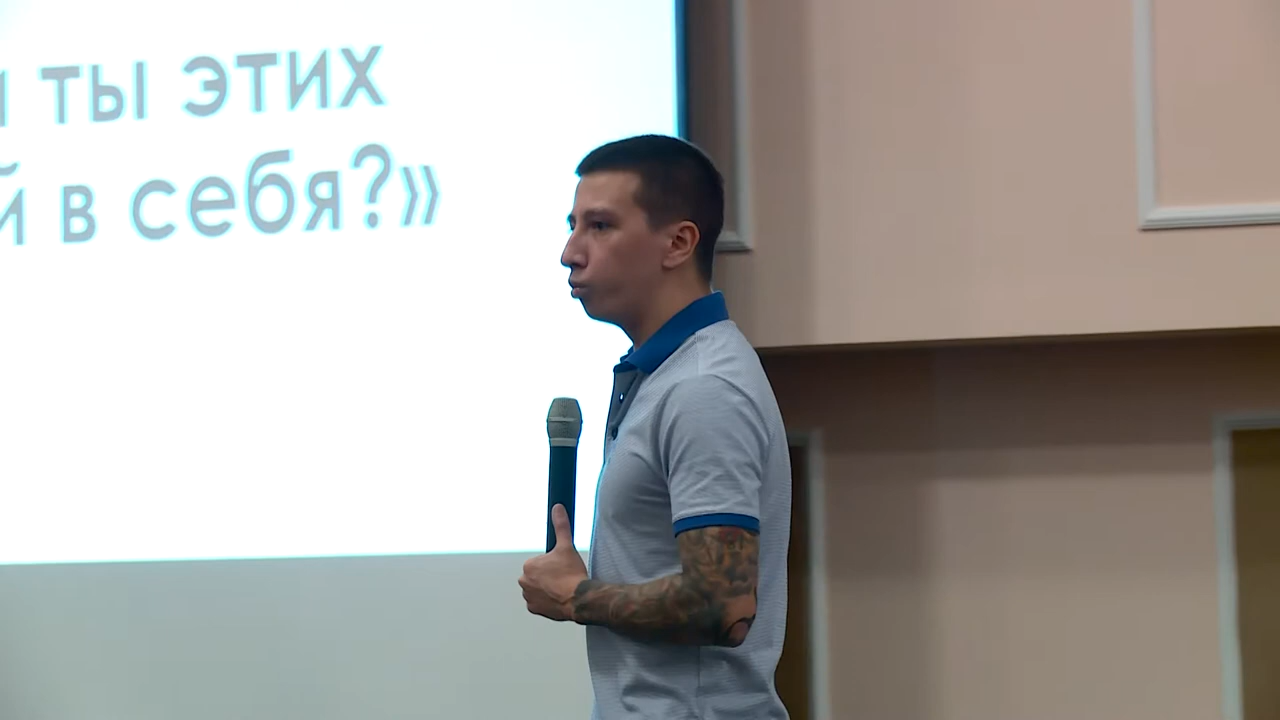 ты этих
в себя?»